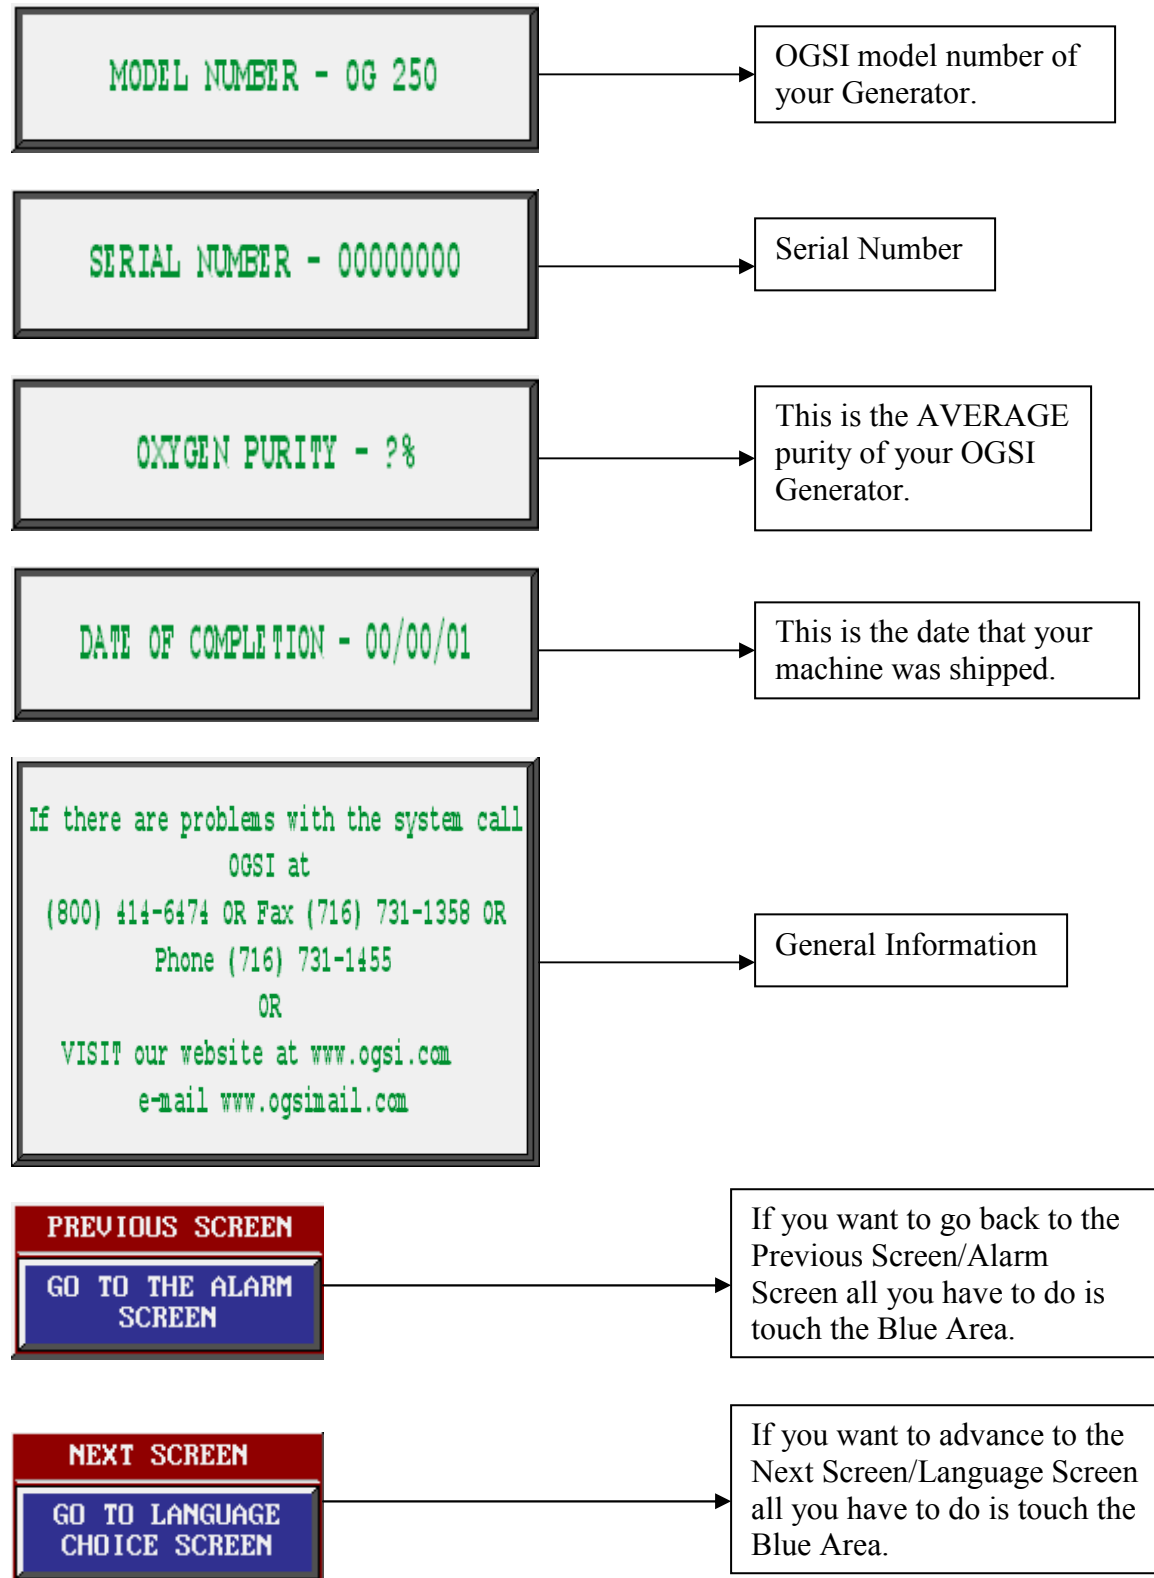 MODEL NUMBER - OG 250
OGSI model number of
your Generator.
SERIAL NUMBER - 00000000
Serial Number
OXYGEN PURITY - ?%
This is the AVERAGE
purity of your OGSI
Generator.
DATE OF COMPLETION - 00/00/01
This is the date that your
machine was shipped.
If there are problems with the system call
OGSI at
(800) 414-6474 OR Fax (716) 731-1358 OR
Phone (716) 731-1455
OR
VISIT our website at www.ogsi.com
e-mail www.ogsimail.com
General Information
PREVIOUS SCREEN
GO TO THE ALARM
SCREEN
If you want to go back to the
Previous Screen/Alarm
Screen all you have to do is
touch the Blue Area.
NEXT SCREEN
GO TO LANGUAGE
CHOICE SCREEN
If you want to advance to the
Next Screen/Language Screen
all you have to do is touch the
Blue Area.